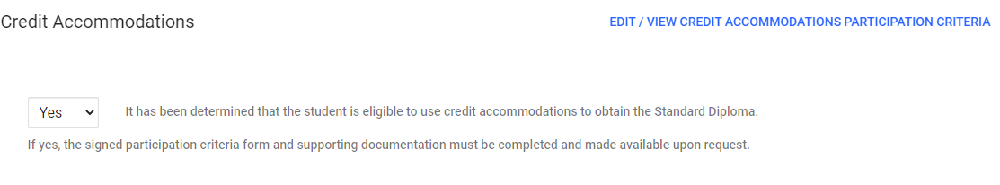 Credit Accommodations
EDIT / VIEW CREDIT ACCOMMODATIONS PARTICIPATION CRITERIA
Yes
It has been determined that the student is eligible to use credit accommodations to obtain the Standard Diploma.
If yes, the signed participation criteria form and supporting documentation must be completed and made available upon request.